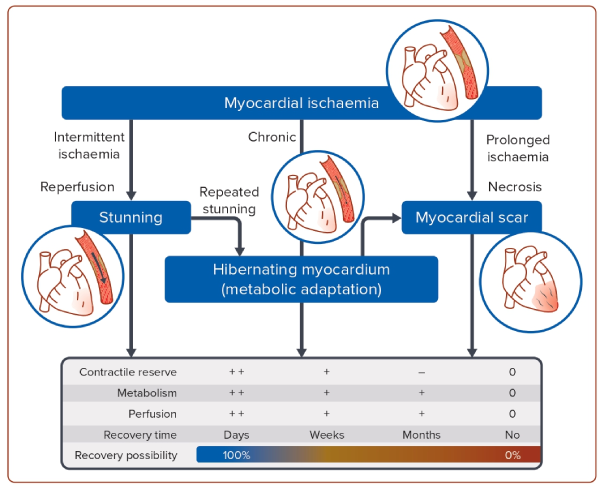 Myocardial ischaemia
Intermittent
ischaemia
Chronic
Prolonged
ischaemia
Reperfusion
Repeated
stunning
Necrosis
Stunning
Myocardial scar
Hibernating myocardium
(metabolic adaptation)
Contractile reserve ++ + – 0
Metabolism ++ + + 0
Perfusion ++ + + 0
Recovery time Days Weeks Months No
Recovery possibility 100% 0%